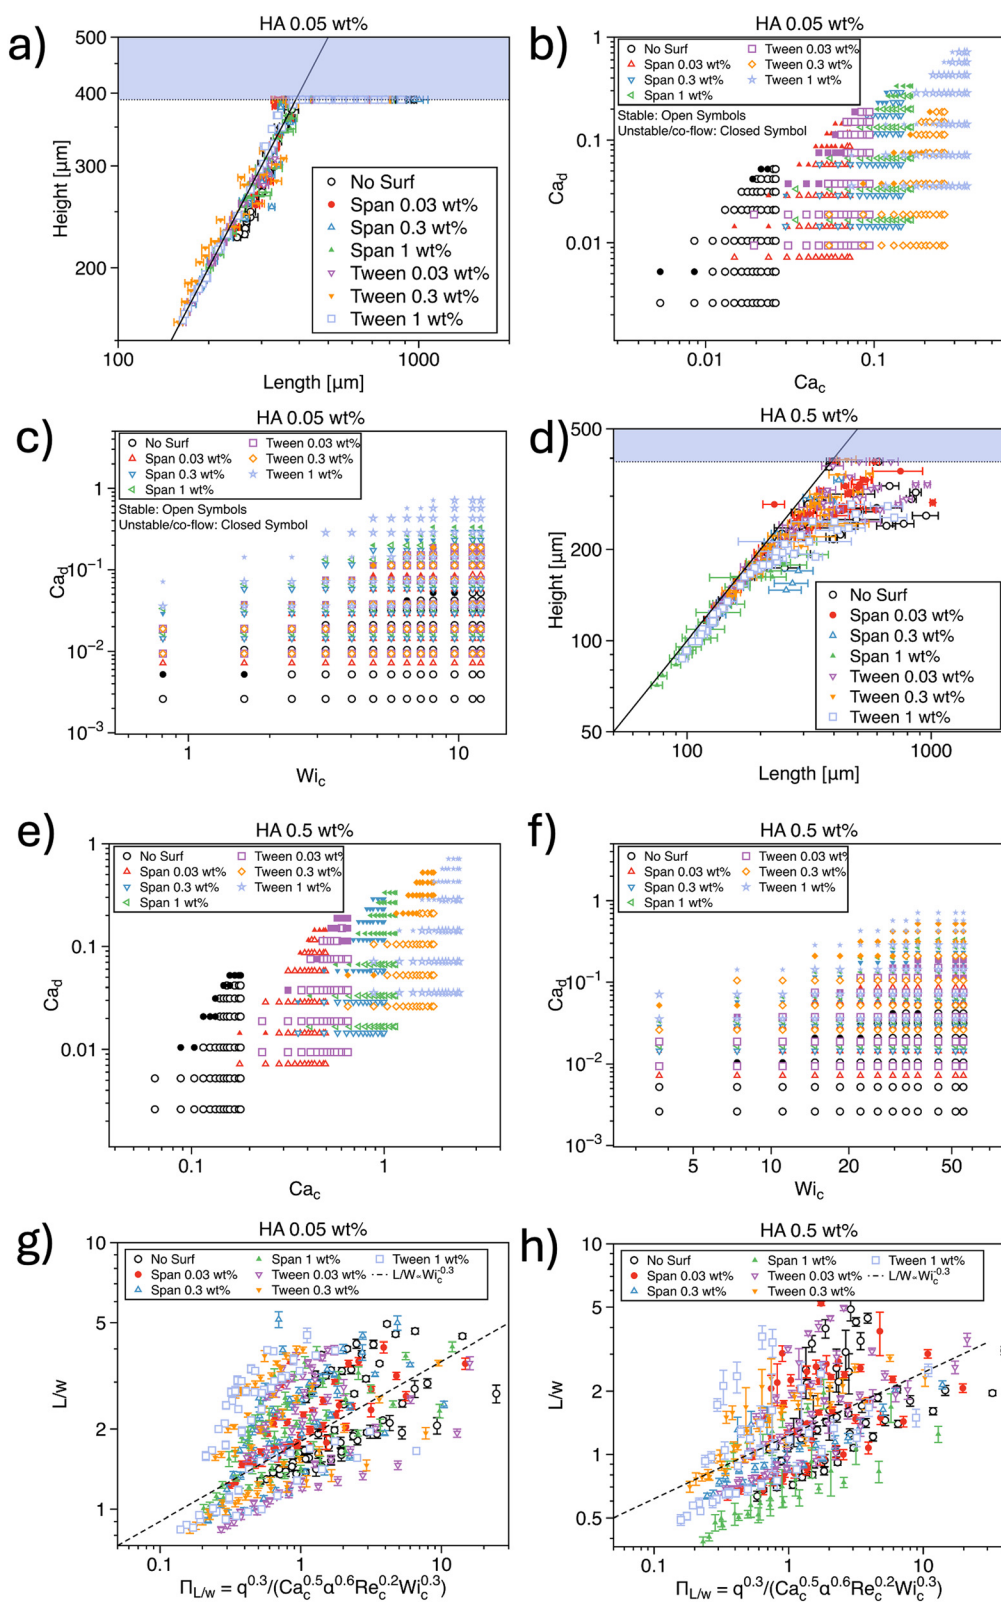 a)
HA 0.05 wt%
500
400
300
200
Height [µm]
100
1000
Length [µm]
No Surf
Span 0.03 wt%
Span 0.3 wt%
Span 1 wt%
Tween 0.03 wt%
Tween 0.3 wt%
Tween 1 wt%
b)
HA 0.05 wt%
No Surf
Span 0.03 wt%
Span 0.3 wt%
Span 1 wt%
Tween 0.03 wt%
Tween 0.3 wt%
Tween 1 wt%
Stable: Open Symbols
Unstable/co-flow: Closed Symbol
1
0.1
0.01
Ca_d
0.01
0.1
Ca_c
c)
HA 0.05 wt%
No Surf
Span 0.03 wt%
Span 0.3 wt%
Span 1 wt%
Tween 0.03 wt%
Tween 0.3 wt%
Tween 1 wt%
Stable: Open Symbols
Unstable/co-flow: Closed Symbol
1
10⁻¹
10⁻²
10⁻³
Ca_d
1
10
Wi_c
d)
HA 0.5 wt%
500
200
100
50
Height [µm]
100
1000
Length [µm]
No Surf
Span 0.03 wt%
Span 0.3 wt%
Span 1 wt%
Tween 0.03 wt%
Tween 0.3 wt%
Tween 1 wt%
e)
HA 0.5 wt%
No Surf
Span 0.03 wt%
Span 0.3 wt%
Span 1 wt%
Tween 0.03 wt%
Tween 0.3 wt%
Tween 1 wt%
1
0.1
0.01
Ca_d
0.1
1
Ca_c
f)
HA 0.5 wt%
No Surf
Span 0.03 wt%
Span 0.3 wt%
Span 1 wt%
Tween 0.03 wt%
Tween 0.3 wt%
Tween 1 wt%
1
10⁻¹
10⁻²
10⁻³
Ca_d
5
10
20
50
Wi_c
g)
HA 0.05 wt%
No Surf
Span 0.03 wt%
Span 0.3 wt%
Span 1 wt%
Tween 0.03 wt%
Tween 0.3 wt%
Tween 1 wt%
L/W∝Wi_c^-0.3
10
5
2
1
L/w
0.1
1
10
Π_L/w = q^0.3/(Ca_c^0.5α^0.6Re_c^0.2Wi_c^0.3)
h)
HA 0.5 wt%
No Surf
Span 0.03 wt%
Span 0.3 wt%
Span 1 wt%
Tween 0.03 wt%
Tween 0.3 wt%
Tween 1 wt%
L/W∝Wi_c^-0.3
10
5
2
1
0.5
L/w
0.1
1
10
Π_L/w = q^0.3/(Ca_c^0.5α^0.6Re_c^0.2Wi_c^0.3)